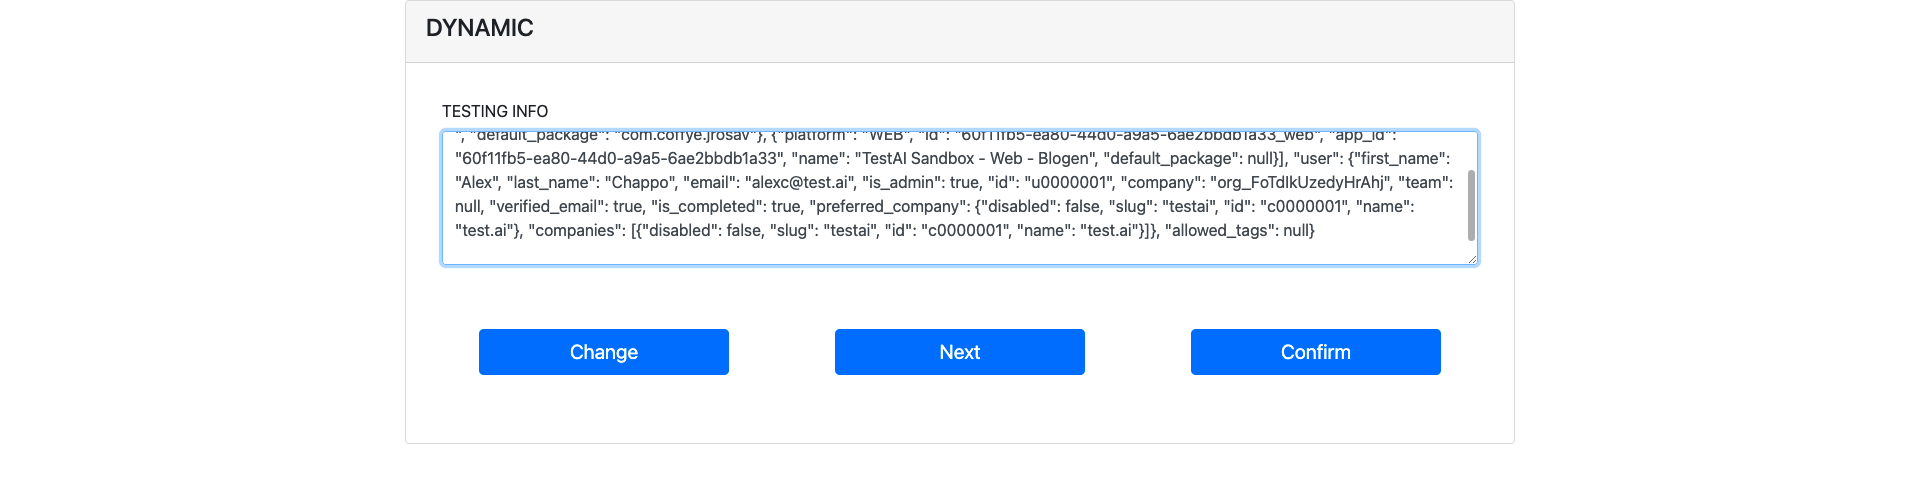 DYNAMIC
TESTING INFO
", "default_package": "com.coffye.jrosav"}, {"platform": "WEB", "id": "60f11fb5-ea80-44d0-a9a5-6ae2bbdb1a33_web", "app_id":
"60f11fb5-ea80-44d0-a9a5-6ae2bbdb1a33", "name": "TestAI Sandbox - Web - Blogen", "default_package": null}], "user": {"first_name":
"Alex", "last_name": "Chappo", "email": "alexc@test.ai", "is_admin": true, "id": "u0000001", "company": "org_FoTdIkUzedyHrAhj", "team":
null, "verified_email": true, "is_completed": true, "preferred_company": {"disabled": false, "slug": "testai", "id": "c0000001", "name":
"test.ai"}, "companies": [{"disabled": false, "slug": "testai", "id": "c0000001", "name": "test.ai"}]}, "allowed_tags": null}
Change
Next
Confirm